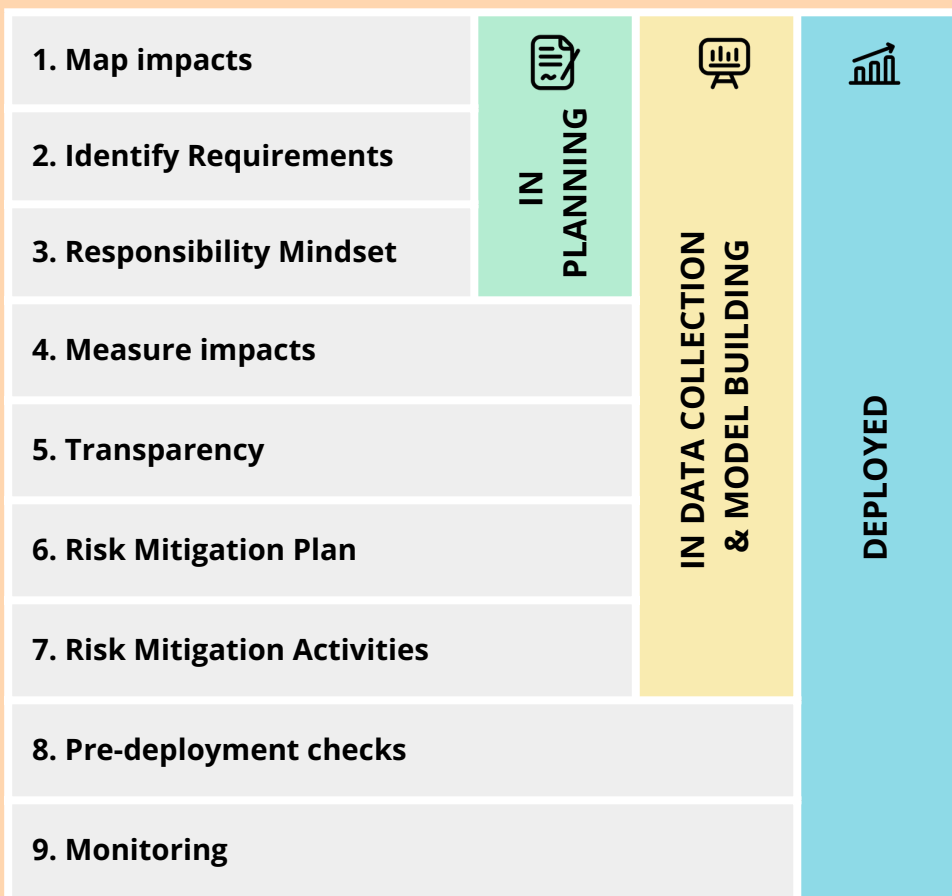 1. Map impacts
2. Identify Requirements
3. Responsibility Mindset
4. Measure impacts
5. Transparency
6. Risk Mitigation Plan
7. Risk Mitigation Activities
8. Pre-deployment checks
9. Monitoring
IN
PLANNING
IN DATA COLLECTION
& MODEL BUILDING
DEPLOYED